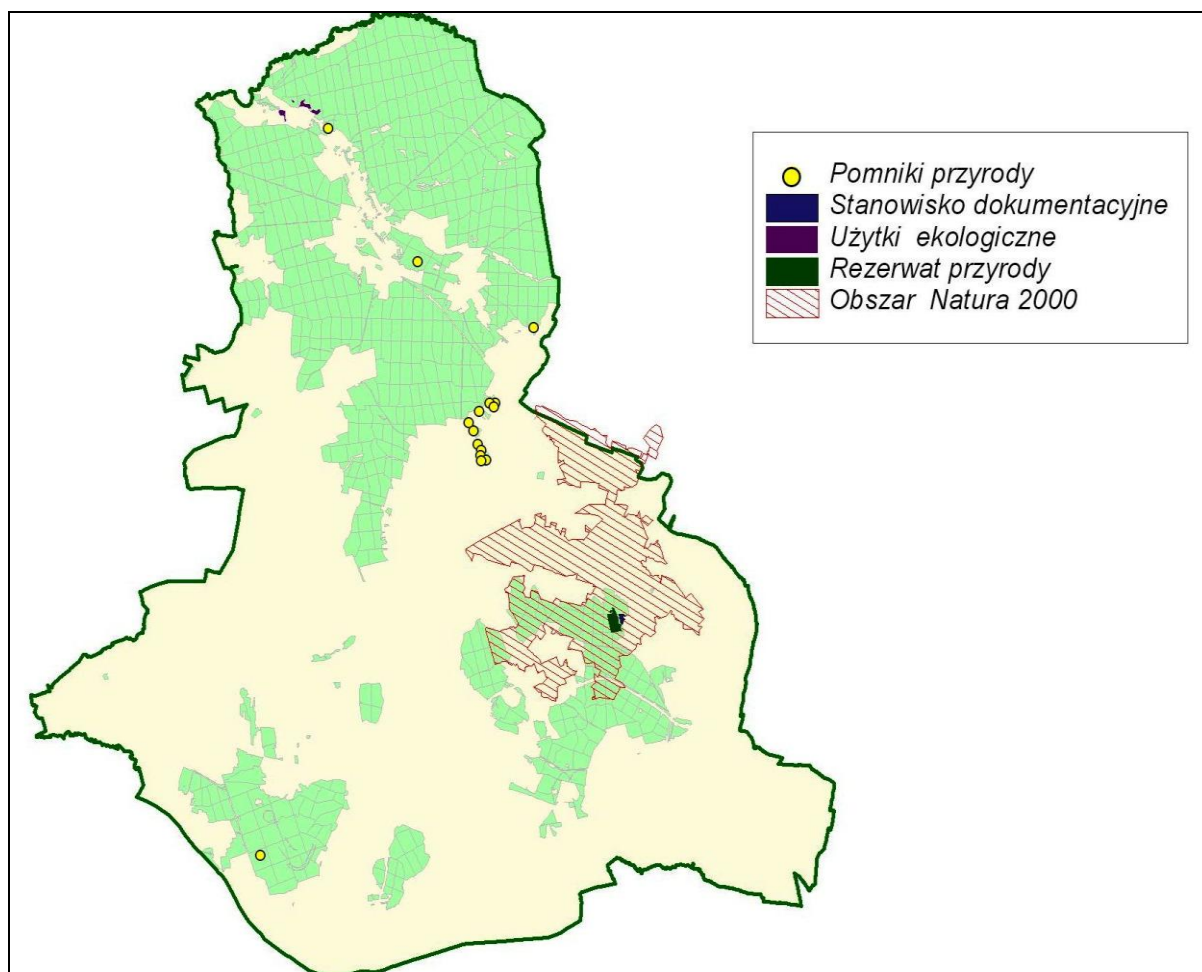 Pomniki przyrody
Stanowisko dokumentacyjne
Użytki ekologiczne
Rezerwat przyrody
Obszar Natura 2000